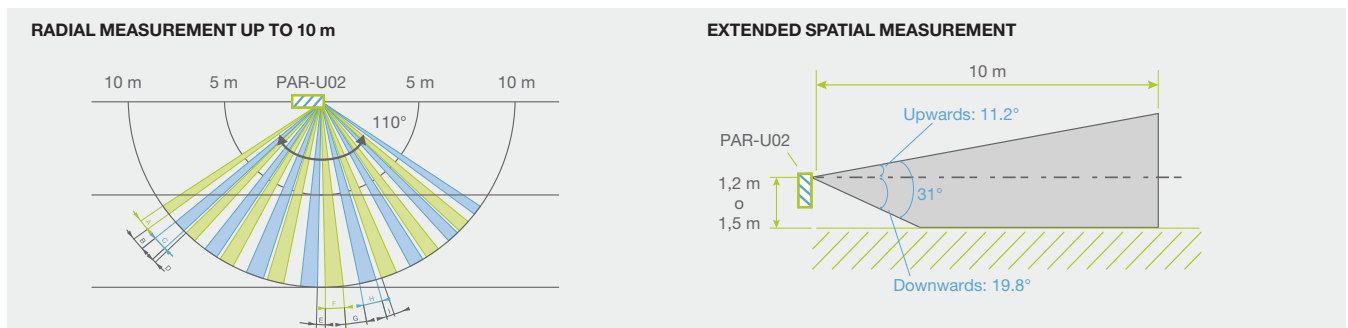 RADIAL MEASUREMENT UP TO 10 m
10 m
5 m
PAR-U02
5 m
10 m
110°
A
B
C
D
E
F
G
H
I
EXTENDED SPATIAL MEASUREMENT
10 m
Upwards: 11.2°
PAR-U02
1,2 m
o
1,5 m
31°
Downwards: 19.8°